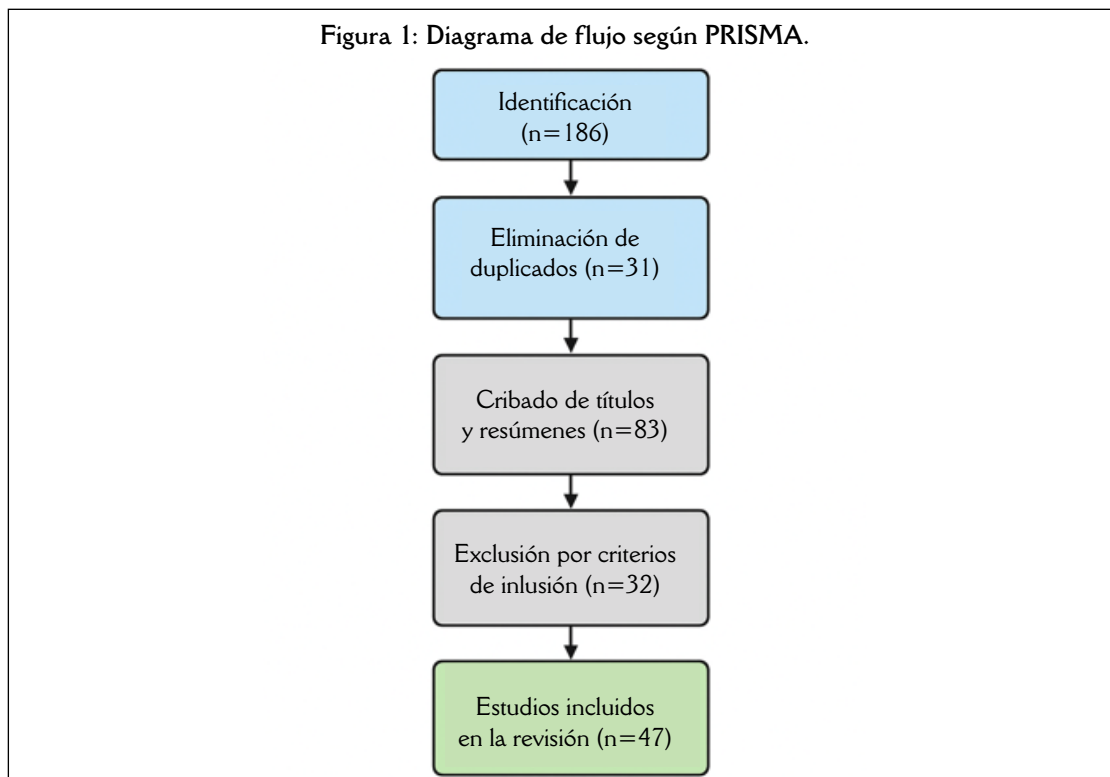 Figura 1: Diagrama de flujo según PRISMA.
Identificación
(n=186)
Eliminación de
duplicados (n=31)
Cribado de títulos
y resúmenes (n=83)
Exclusión por criterios
de inlusión (n=32)
Estudios incluidos
en la revisión (n=47)